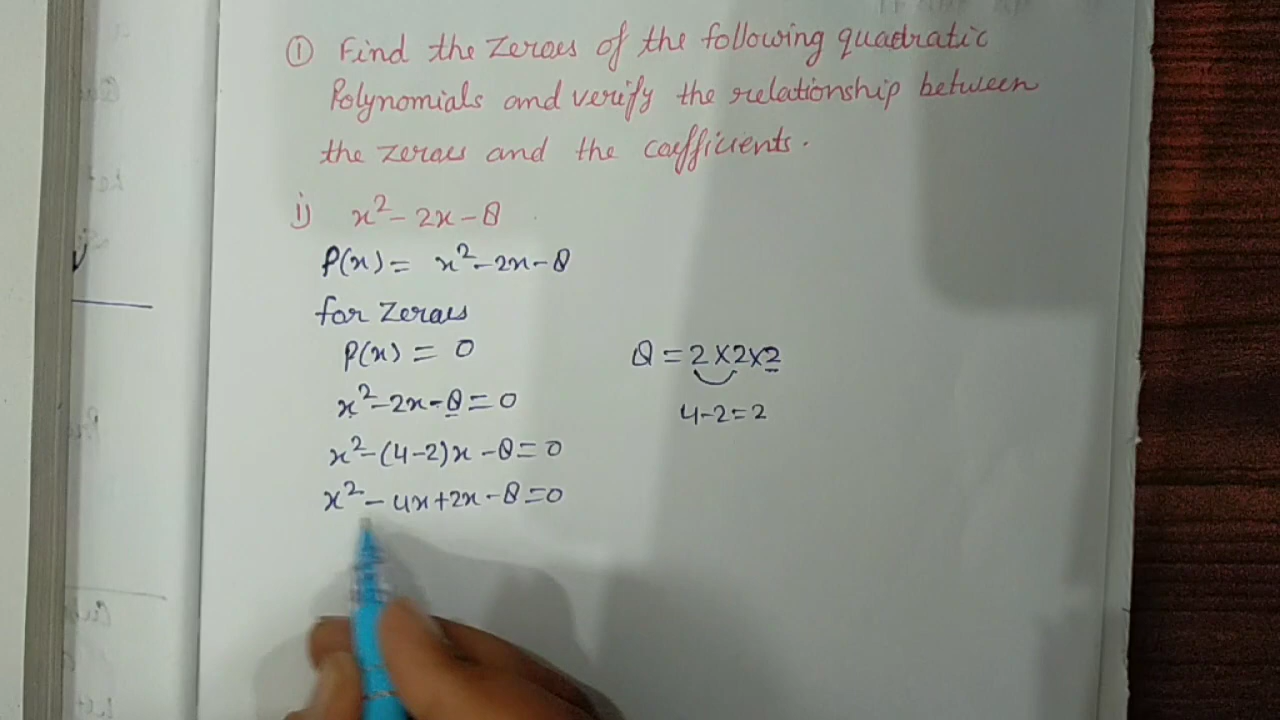 ① Find the zeroes of the following quadratic
Polynomials and verify the relationship between
the zeroes and the coefficients.
i) x² - 2x - 8
P(x) = x² - 2x - 8
for zeroes
P(x) = 0
x² - 2x - 8 = 0
x² - (4-2)x - 8 = 0
x² - 4x + 2x - 8 = 0
8 = 2 × 2 × 2
4 - 2 = 2